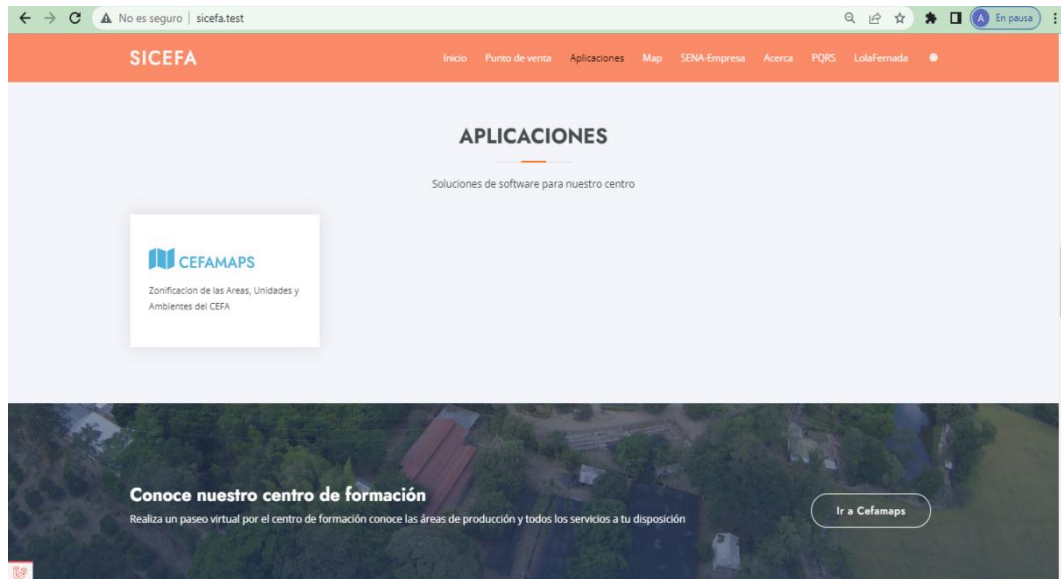 No es seguro | sicefa.test
A En pausa
SICEFA
Inicio Punto de venta Aplicaciones Map SENA-Empresa Acerca PQRS LolaFernada
APLICACIONES
Soluciones de software para nuestro centro
CEFAMAPS
Zonificacion de las Areas, Unidades y
Ambientes del CEFA
Conoce nuestro centro de formación
Realiza un paseo virtual por el centro de formación conoce las áreas de producción y todos los servicios a tu disposición
Ir a Cefamaps